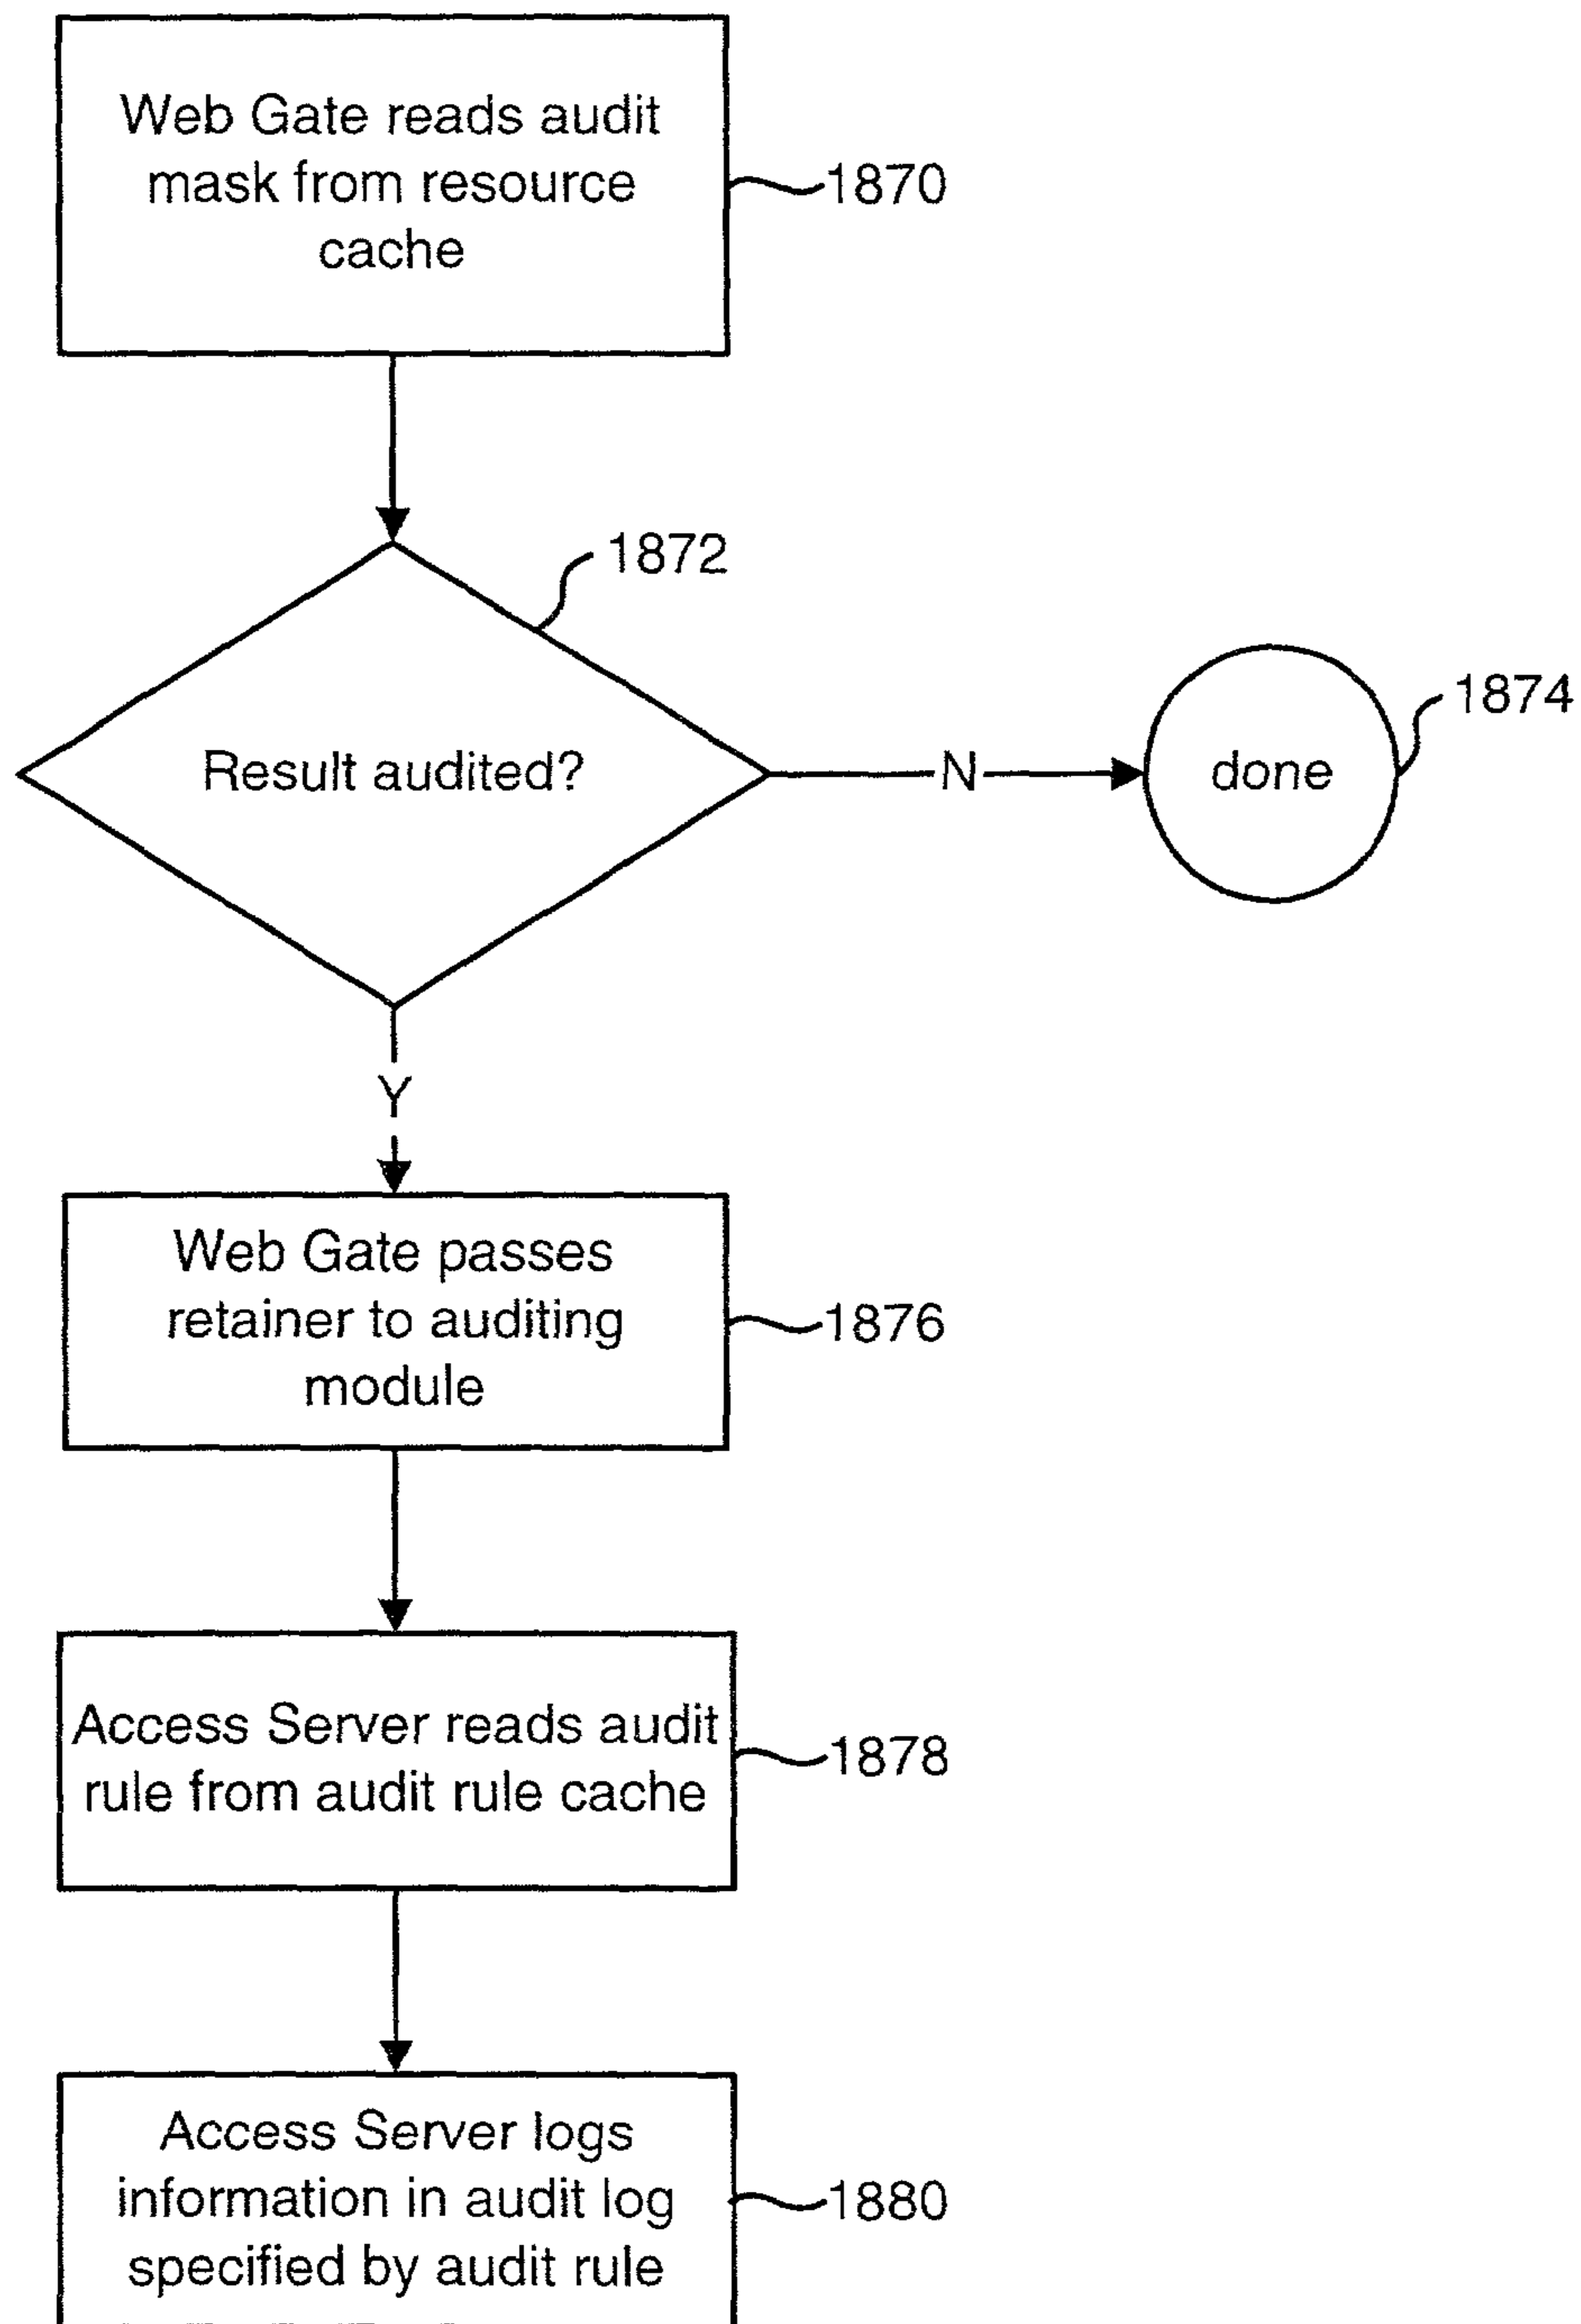 Web Gate reads audit
mask from resource
cache
1870
1872
Result audited?
N
done
1874
Y
Web Gate passes
retainer to auditing
module
1876
Access Server reads audit
rule from audit rule cache
1878
Access Server logs
information in audit log
specified by audit rule
1880